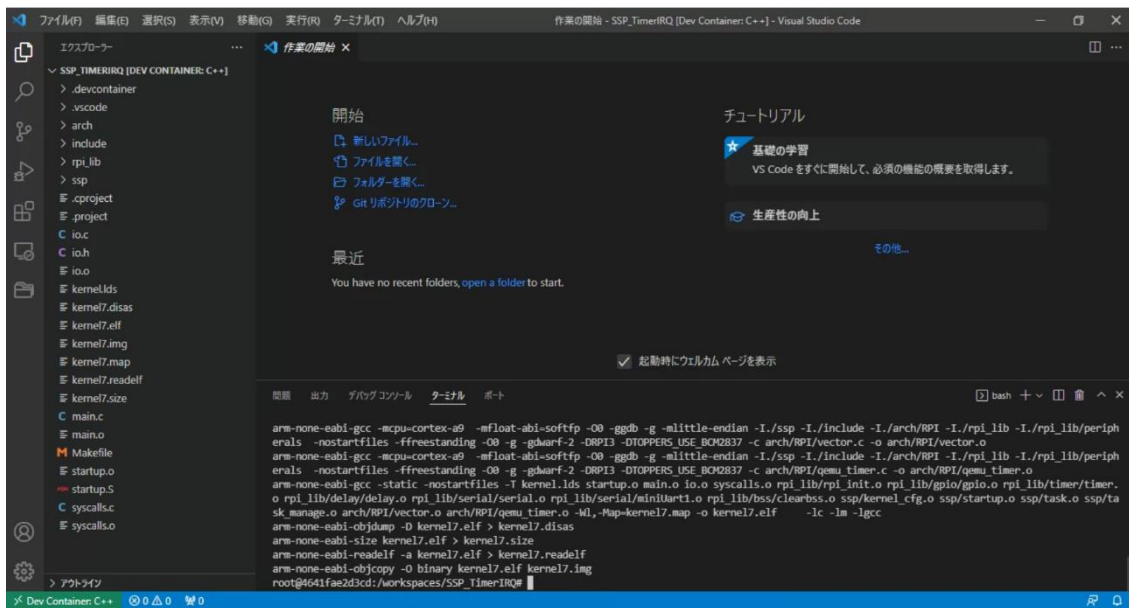 ファイル(F) 編集(E) 選択(S) 表示(V) 移動(G) 実行(R) ターミナル(T) ヘルプ(H) 作業の開始 - SSP_TimerIRQ [Dev Container: C++] - Visual Studio Code
エクスプローラー
SSP_TIMERIRQ [DEV CONTAINER: C++]
.devcontainer
.vscode
arch
include
rpi_lib
ssp
.cproject
.project
io.c
io.h
io.o
kernel.lds
kernel7.disas
kernel7.elf
kernel7.img
kernel7.map
kernel7.readelf
kernel7.size
main.c
main.o
Makefile
startup.o
startup.S
syscalls.c
syscalls.o
アウトライン
作業の開始
開始
新しいファイル...
ファイルを開く...
フォルダーを開く...
Git リポジトリのクローン...
最近
You have no recent folders, open a folder to start.
チュートリアル
基礎の学習
VS Code をすぐに開始して、必須の機能の概要を取得します。
生産性の向上
その他...
起動時にウェルカム ページを表示
問題 出力 デバッグ コンソール ターミナル ポート bash
arm-none-eabi-gcc -mcpu=cortex-a9 -mfloat-abi=softfp -O0 -ggdb -g -mlittle-endian -I./ssp -I./include -I./arch/RPI -I./rpi_lib -I./rpi_lib/periph
erals -nostartfiles -ffreestanding -O0 -g -gdwarf-2 -DRPI3 -DTOPPERS_USE_BCM2837 -c arch/RPI/vector.c -o arch/RPI/vector.o
arm-none-eabi-gcc -mcpu=cortex-a9 -mfloat-abi=softfp -O0 -ggdb -g -mlittle-endian -I./ssp -I./include -I./arch/RPI -I./rpi_lib -I./rpi_lib/periph
erals -nostartfiles -ffreestanding -O0 -g -gdwarf-2 -DRPI3 -DTOPPERS_USE_BCM2837 -c arch/RPI/qemu_timer.c -o arch/RPI/qemu_timer.o
arm-none-eabi-gcc -static -nostartfiles -T kernel.lds startup.o main.o io.o syscalls.o rpi_lib/rpi_init.o rpi_lib/gpio/gpio.o rpi_lib/timer/timer.
o rpi_lib/delay/delay.o rpi_lib/serial/serial.o rpi_lib/serial/miniUart1.o rpi_lib/bss/clearbss.o ssp/kernel_cfg.o ssp/startup.o ssp/task.o ssp/ta
sk_manage.o arch/RPI/vector.o arch/RPI/qemu_timer.o -Wl,-Map=kernel7.map -o kernel7.elf -lc -lm -lgcc
arm-none-eabi-objdump -D kernel7.elf > kernel7.disas
arm-none-eabi-size kernel7.elf > kernel7.size
arm-none-eabi-readelf -a kernel7.elf > kernel7.readelf
arm-none-eabi-objcopy -O binary kernel7.elf kernel7.img
root@4641fae2d3cd:/workspaces/SSP_TimerIRQ#
Dev Container: C++ 0 0 0